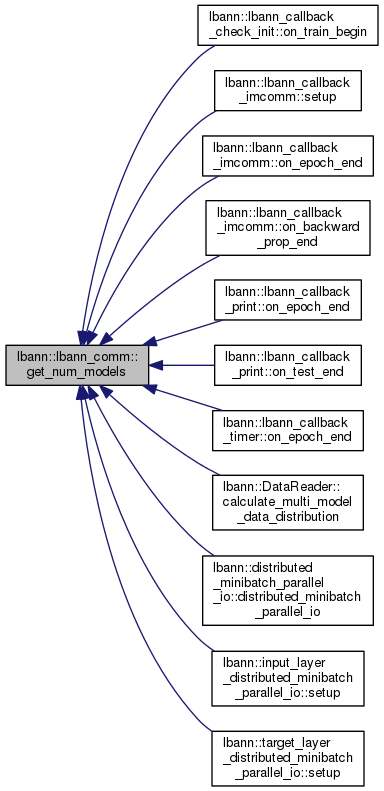 lbann::lbann_callback
_check_init::on_train_begin
lbann::lbann_callback
_imcomm::setup
lbann::lbann_callback
_imcomm::on_epoch_end
lbann::lbann_callback
_imcomm::on_backward
_prop_end
lbann::lbann_callback
_print::on_epoch_end
lbann::lbann_comm::
get_num_models
lbann::lbann_callback
_print::on_test_end
lbann::lbann_callback
_timer::on_epoch_end
lbann::DataReader::
calculate_multi_model
_data_distribution
lbann::distributed
_minibatch_parallel
_io::distributed_minibatch
_parallel_io
lbann::input_layer
_distributed_minibatch
_parallel_io::setup
lbann::target_layer
_distributed_minibatch
_parallel_io::setup